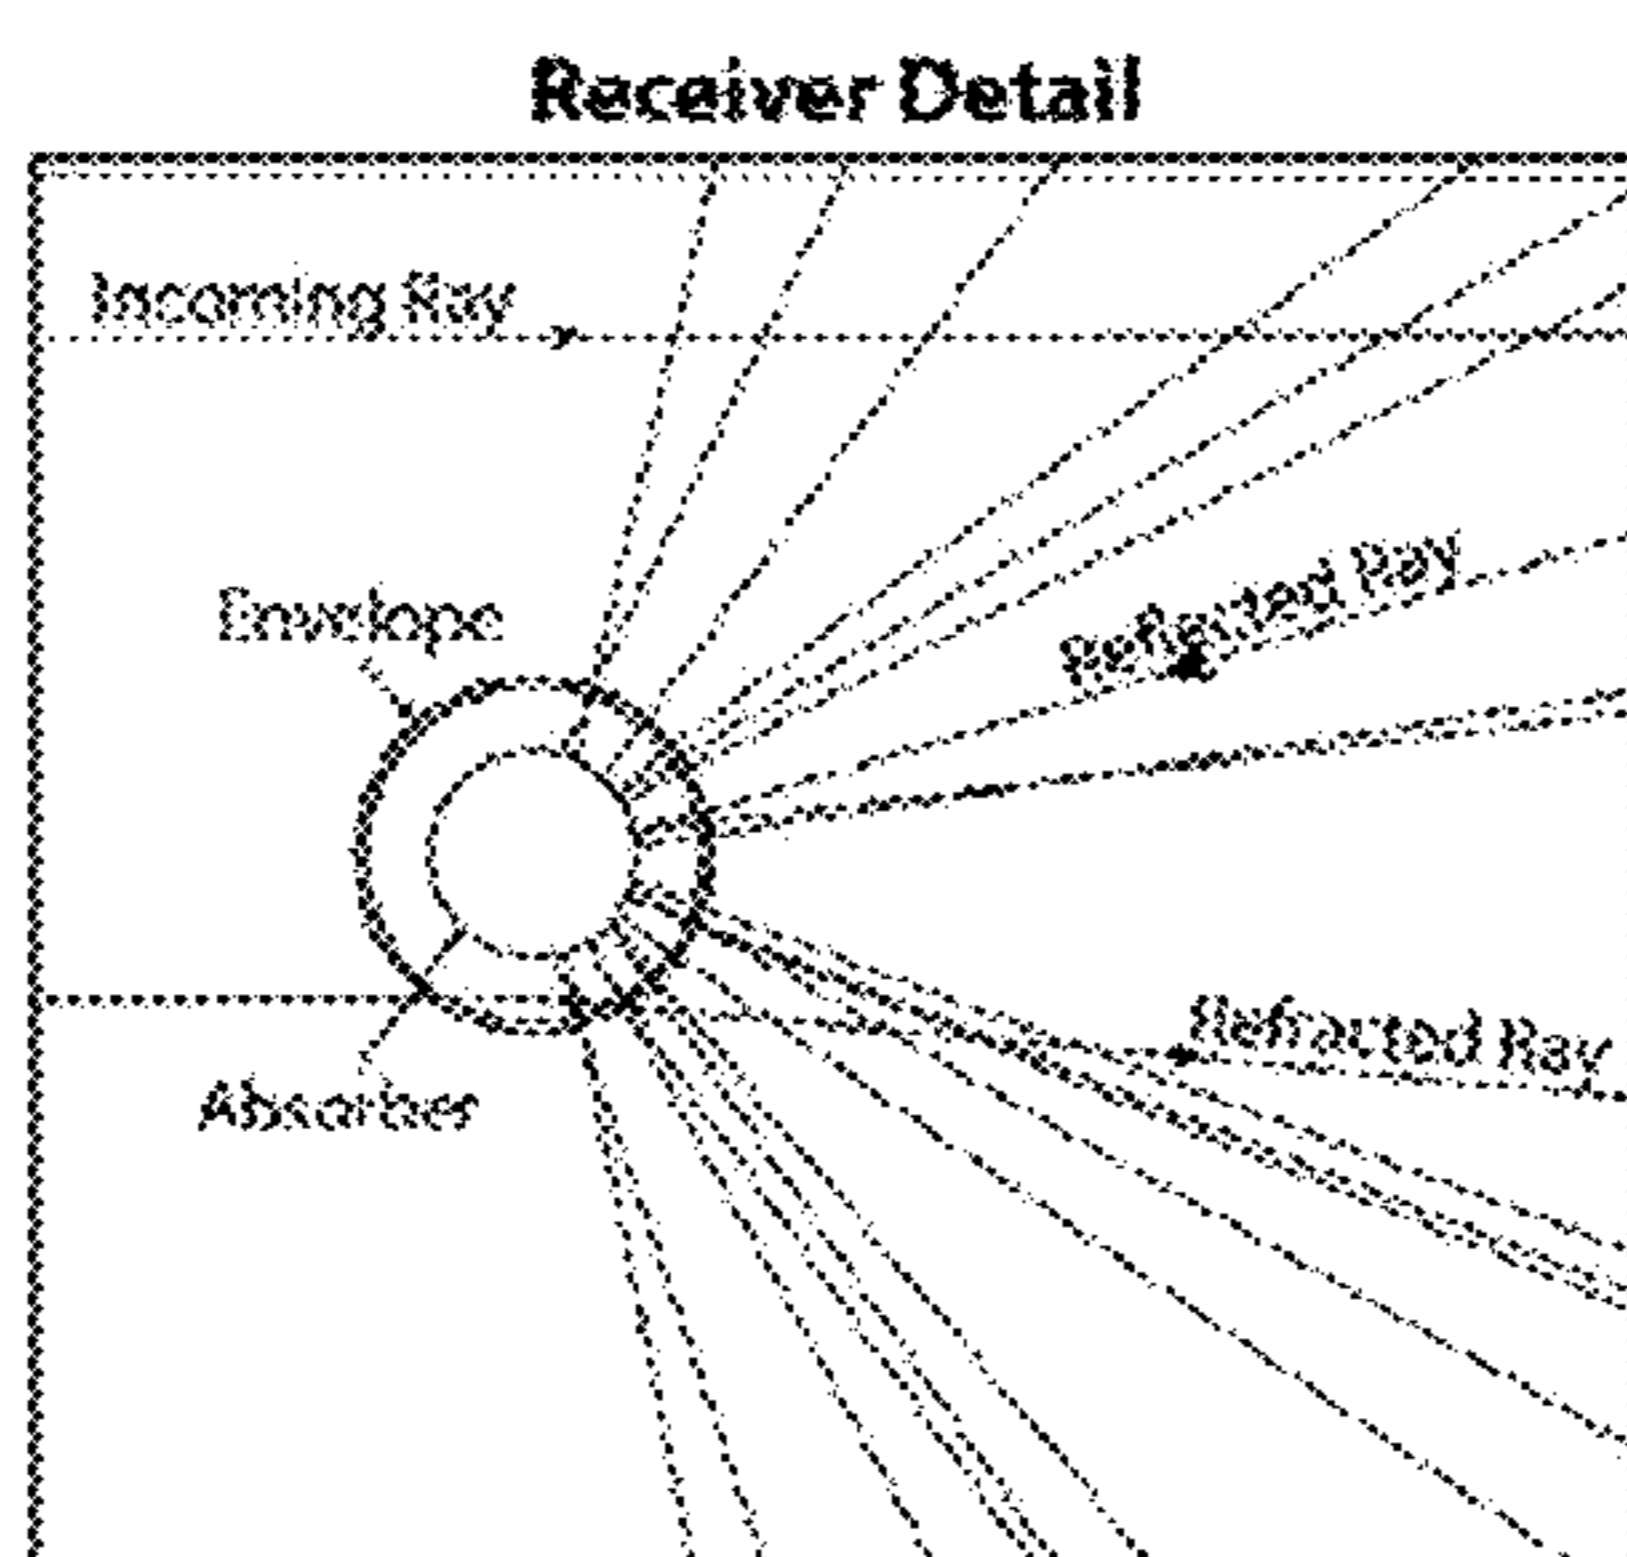 Receiver Detail
Incoming Ray
Envelope
Reflected Ray
Refracted Ray
Absorber